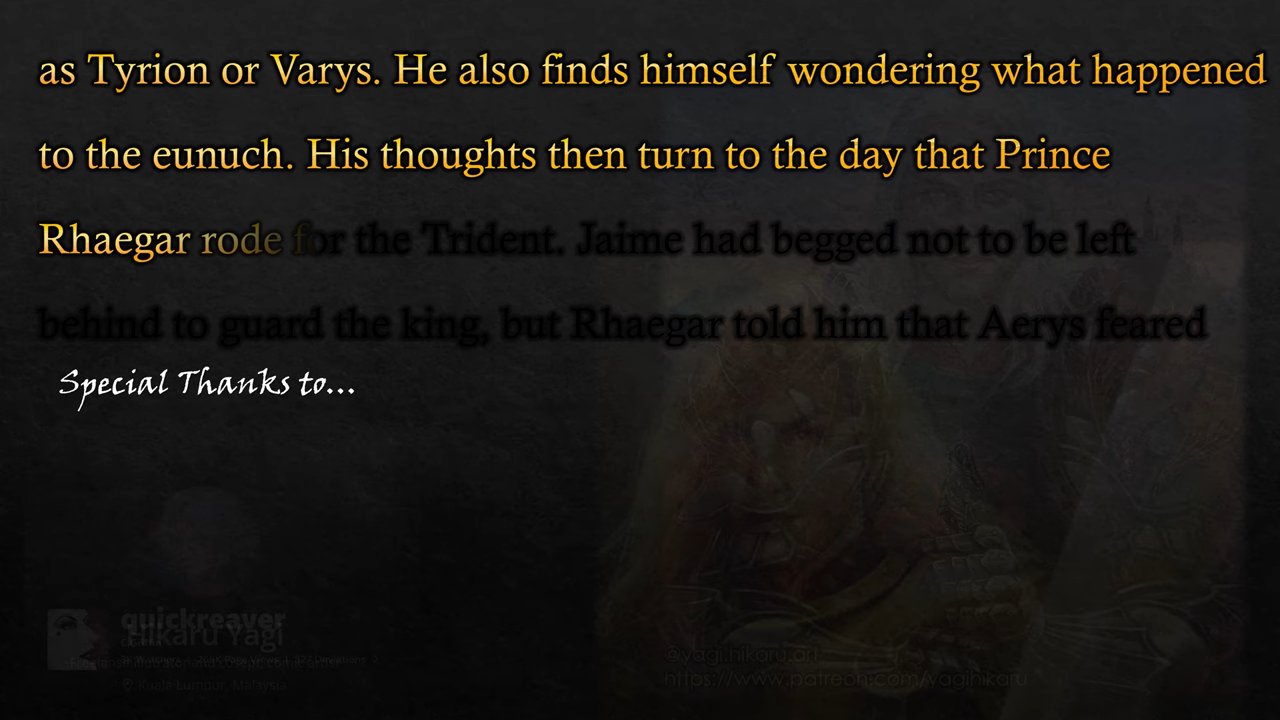 as Tyrion or Varys. He also finds himself wondering what happened
to the eunuch. His thoughts then turn to the day that Prince
Rhaegar rode for the Trident. Jaime had begged not to be left
behind to guard the king, but Rhaegar told him that Aerys feared
Special Thanks to...
quickreaver
Hikaru Yagi
Kuala Lumpur, Malaysia
@yagi.hikaru.art
https://www.patreon.com/yagihikaru